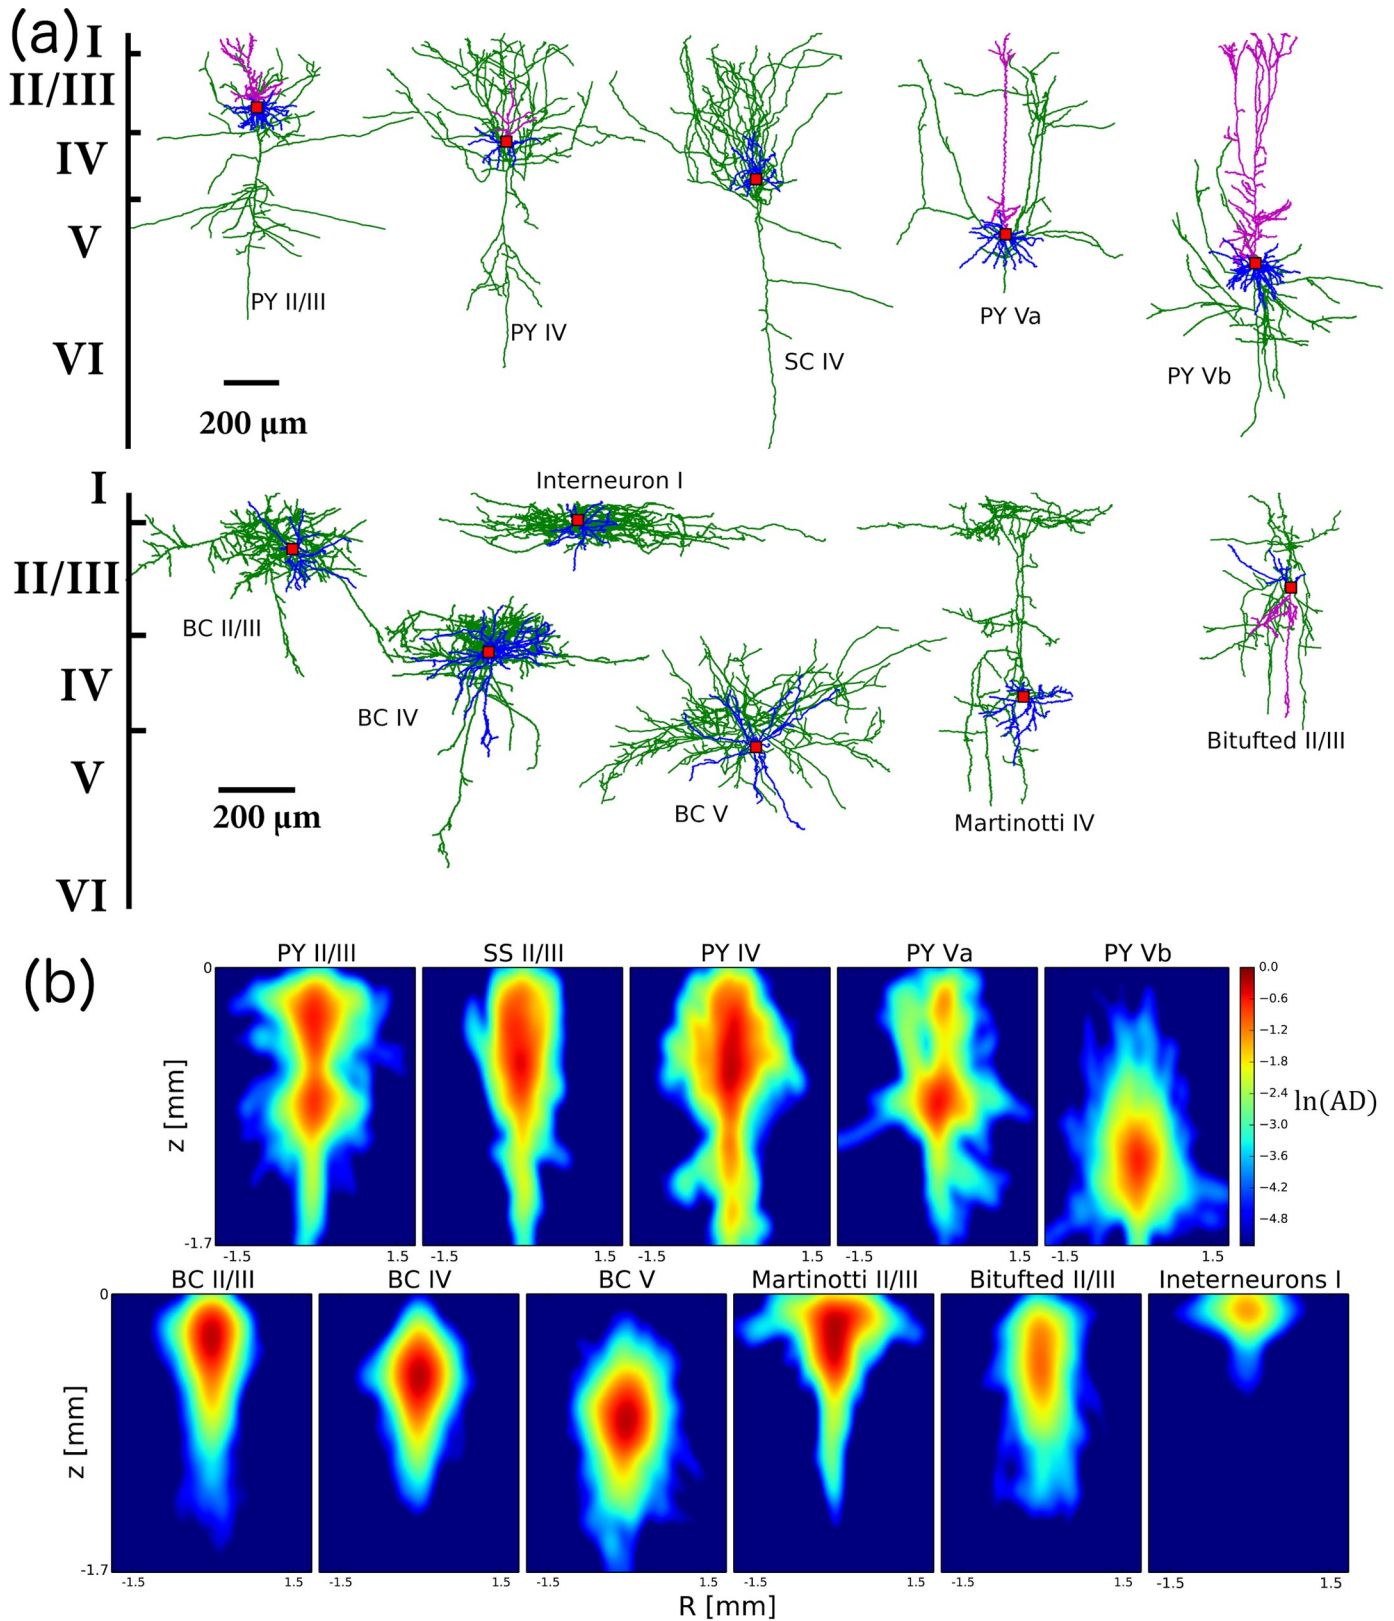 (a)
I
II/III
IV
V
VI
200 μm
PY II/III
PY IV
SC IV
PY Va
PY Vb
I
II/III
IV
V
VI
200 μm
Interneuron I
BC II/III
BC IV
BC V
Martinotti IV
Bitufted II/III
(b)
PY II/III SS II/III PY IV PY Va PY Vb
0
z [mm]
-1.7
-1.5 1.5 -1.5 1.5 -1.5 1.5 -1.5 1.5 -1.5 1.5
0.0
−0.6
−1.2
−1.8
−2.4
−3.0
−3.6
−4.2
−4.8
ln(AD)
BC II/III BC IV BC V Martinotti II/III Bitufted II/III Ineterneurons I
0
z [mm]
-1.7
-1.5 1.5 -1.5 1.5 -1.5 1.5 -1.5 1.5 -1.5 1.5 -1.5 1.5
R [mm]